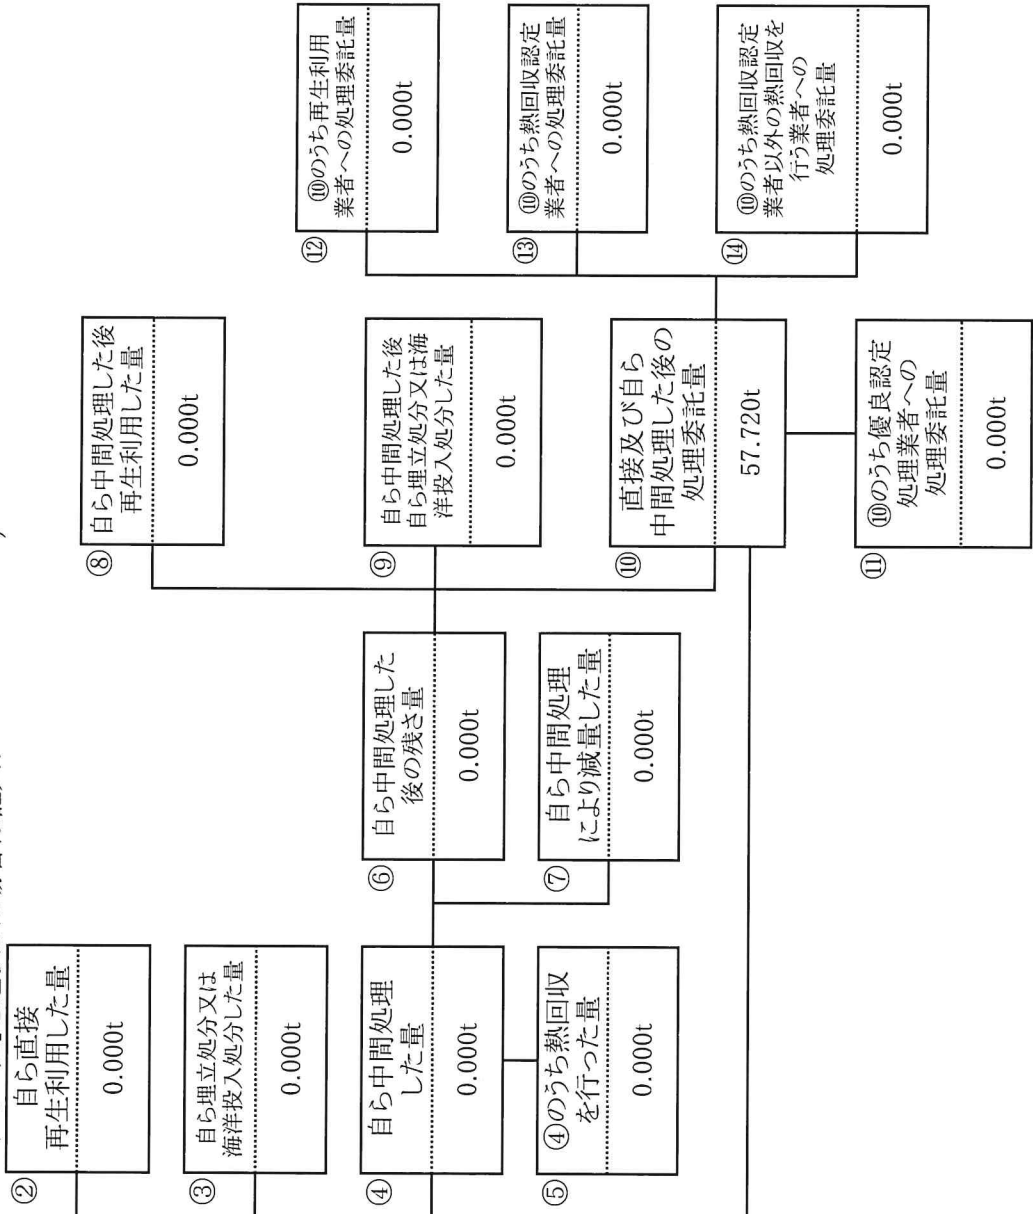 ②
自ら直接
再生利用した量
0.000t
③
自ら埋立処分又は
海洋投入処分した量
0.000t
④
自ら中間処理
した量
0.000t
⑤
④のうち熱回収
を行った量
0.000t
⑥
自ら中間処理した
後の残さ量
0.000t
⑦
自ら中間処理
により減量した量
0.000t
⑧
自ら中間処理した後
再生利用した量
0.000t
⑨
自ら中間処理した後
自ら埋立処分又は海
洋投入処分した量
0.000t
⑩
直接及び自ら
中間処理した後の
処理委託量
57.720t
⑪
⑩のうち優良認定
処理業者への
処理委託量
0.000t
⑫
⑩のうち再生利用
業者への処理委託量
0.000t
⑬
⑩のうち熱回収認定
業者への処理委託量
0.000t
⑭
⑩のうち熱回収認定
業者以外の熱回収を
行う業者への
処理委託量
0.000t